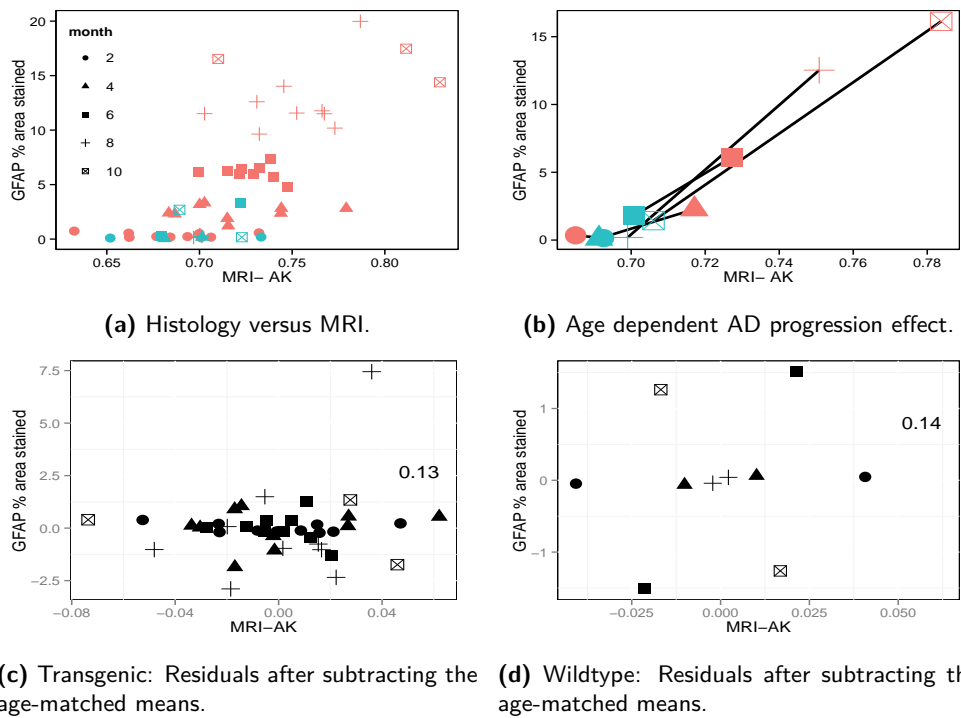 20
15
10
5
0
GFAP % area stained
month
2
4
6
8
10
0.65
0.70
0.75
0.80
MRI− AK
(a) Histology versus MRI.
15
10
5
0
GFAP % area stained
0.70
0.72
0.74
0.76
0.78
MRI− AK
(b) Age dependent AD progression effect.
7.5
5.0
2.5
0.0
−2.5
GFAP % area stained
0.13
−0.08
−0.04
0.00
0.04
MRI−AK
(c) Transgenic: Residuals after subtracting the
age-matched means.
1
0
−1
GFAP % area stained
0.14
−0.025
0.000
0.025
0.050
MRI−AK
(d) Wildtype: Residuals after subtracting th
age-matched means.